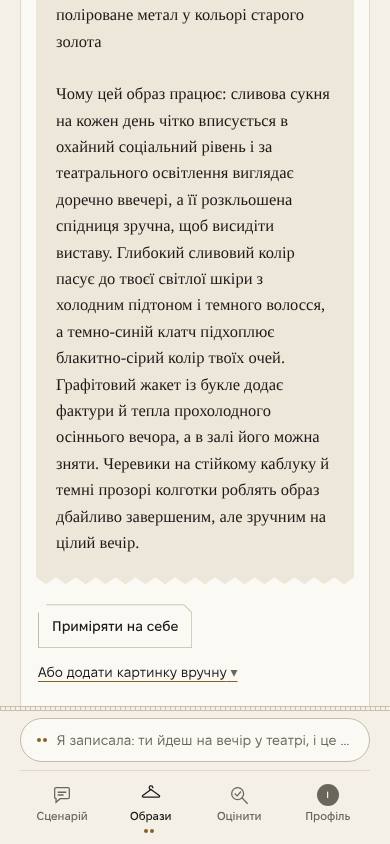 поліроване метал у кольорі старого
золота
Чому цей образ працює: сливова сукня
на кожен день чітко вписується в
охайний соціальний рівень і за
театрального освітлення виглядає
доречно ввечері, а її розкльошена
спідниця зручна, щоб висидіти
виставу. Глибокий сливовий колір
пасує до твоєї світлої шкіри з
холодним підтоном і темного волосся,
а темно-синій клатч підхоплює
блакитно-сірий колір твоїх очей.
Графітовий жакет із букле додає
фактури й тепла прохолодного
осіннього вечора, а в залі його можна
зняти. Черевики на стійкому каблуку й
темні прозорі колготки роблять образ
дбайливо завершеним, але зручним на
цілий вечір.
Приміряти на себе
Або додати картинку вручну ▾
Я записала: ти йдеш на вечір у театрі, і це ...
Сценарій Образи Оцінити Профіль